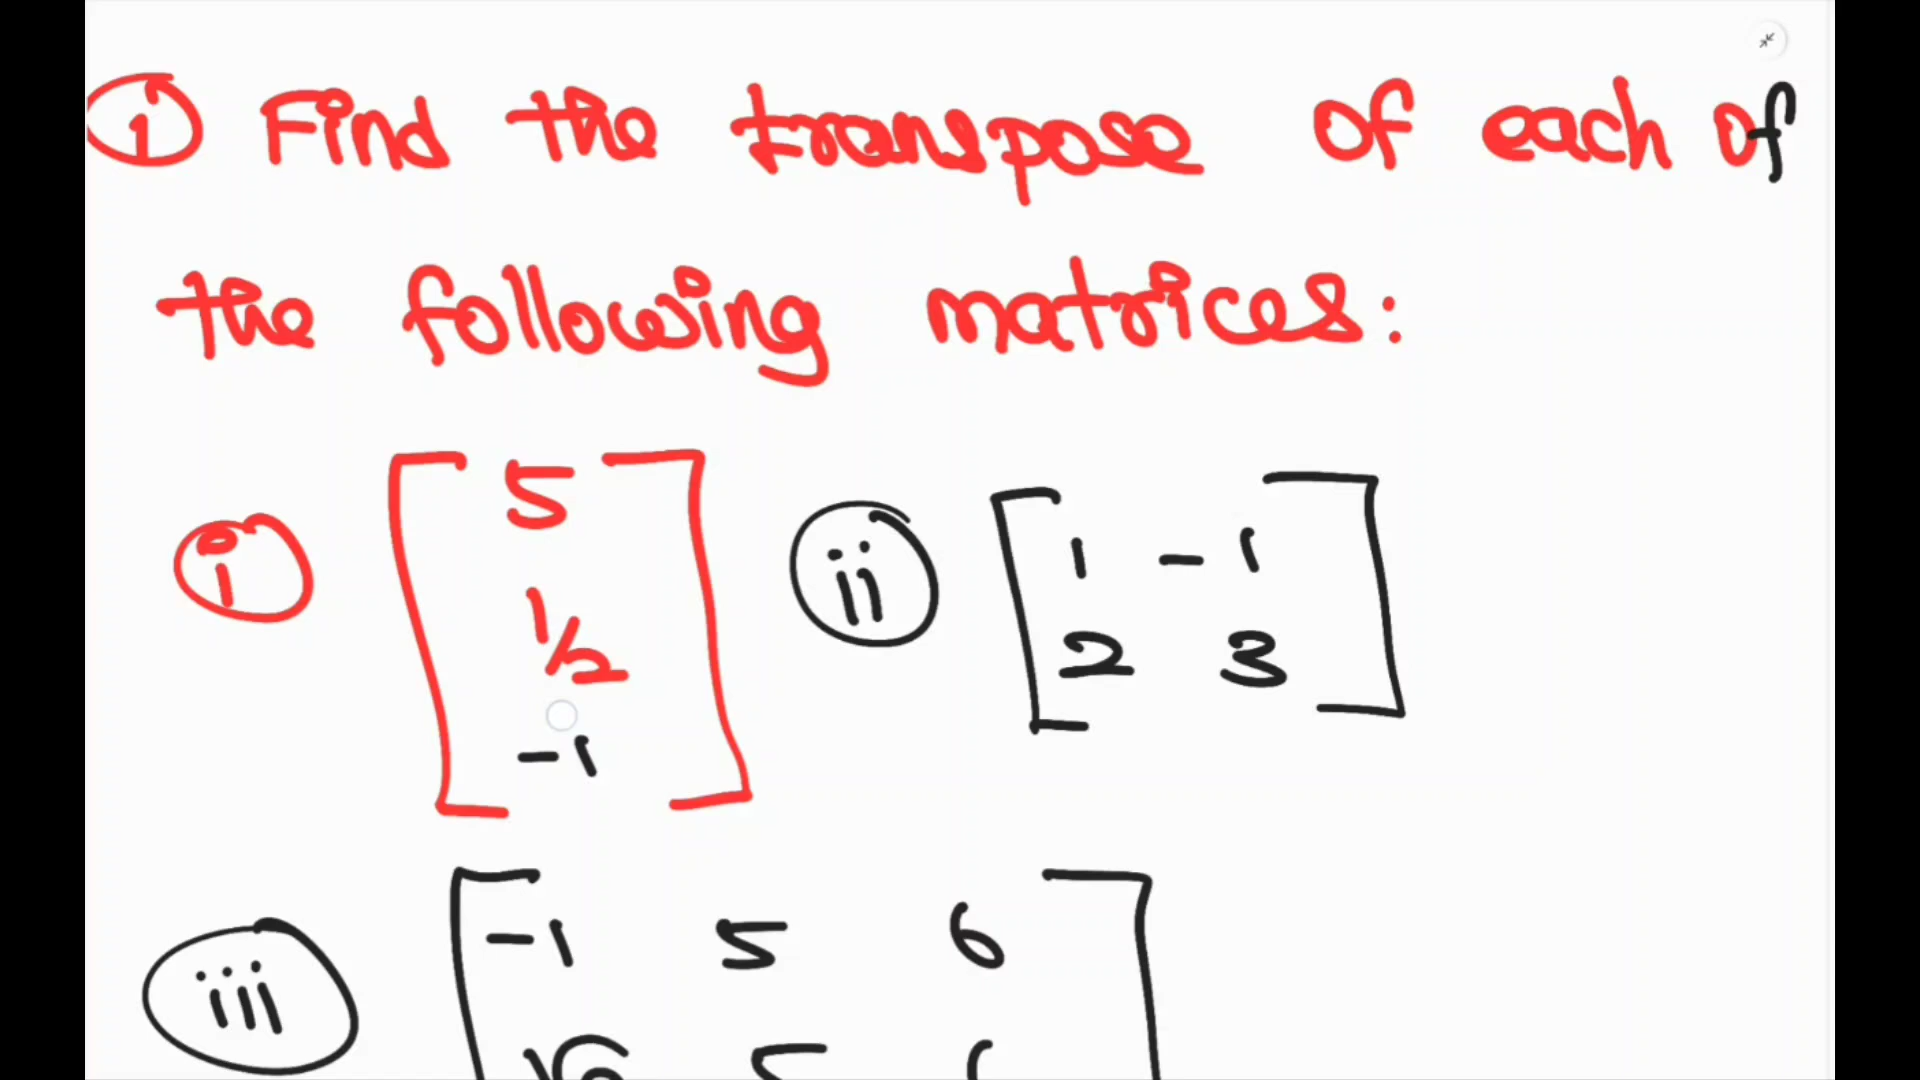 ① Find the transpose of each of
the following matrices:
i [5
1/2
-1]
ii [1 -1
2 3]
iii [-1 5 6